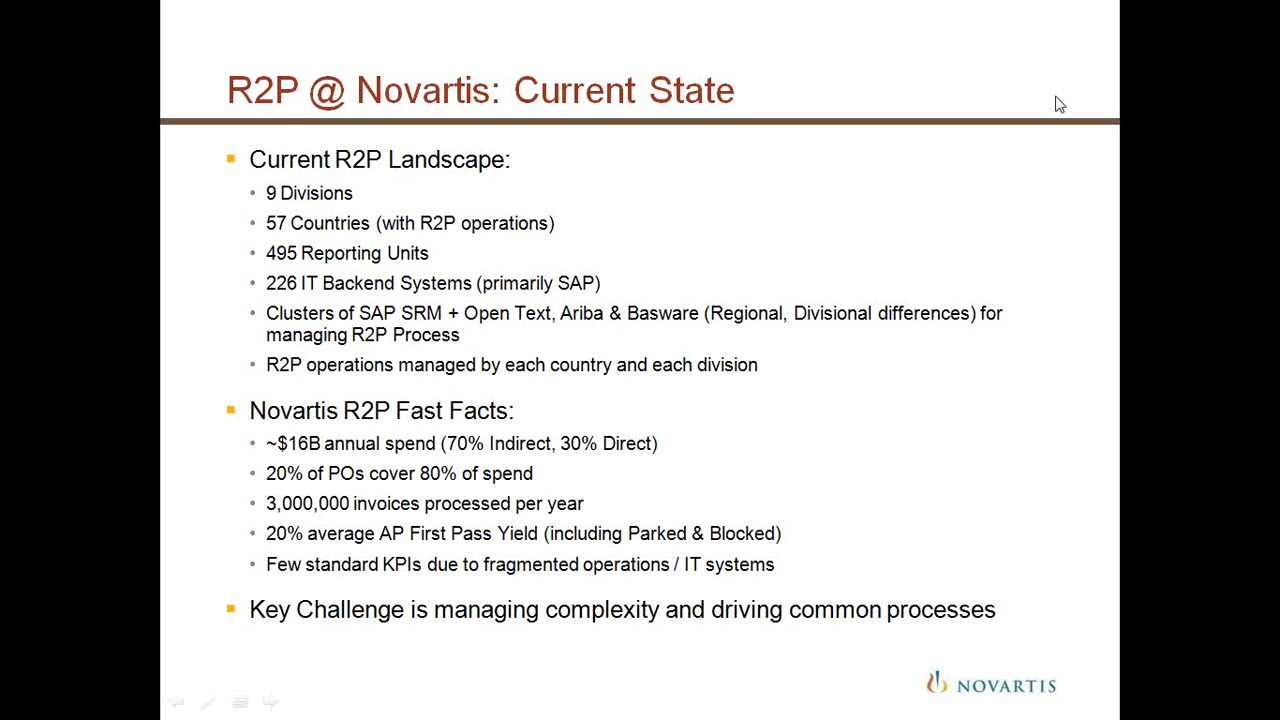 R2P @ Novartis: Current State
Current R2P Landscape:
9 Divisions
57 Countries (with R2P operations)
495 Reporting Units
226 IT Backend Systems (primarily SAP)
Clusters of SAP SRM + Open Text, Ariba & Basware (Regional, Divisional differences) for
managing R2P Process
R2P operations managed by each country and each division
Novartis R2P Fast Facts:
~$16B annual spend (70% Indirect, 30% Direct)
20% of POs cover 80% of spend
3,000,000 invoices processed per year
20% average AP First Pass Yield (including Parked & Blocked)
Few standard KPIs due to fragmented operations / IT systems
Key Challenge is managing complexity and driving common processes
NOVARTIS